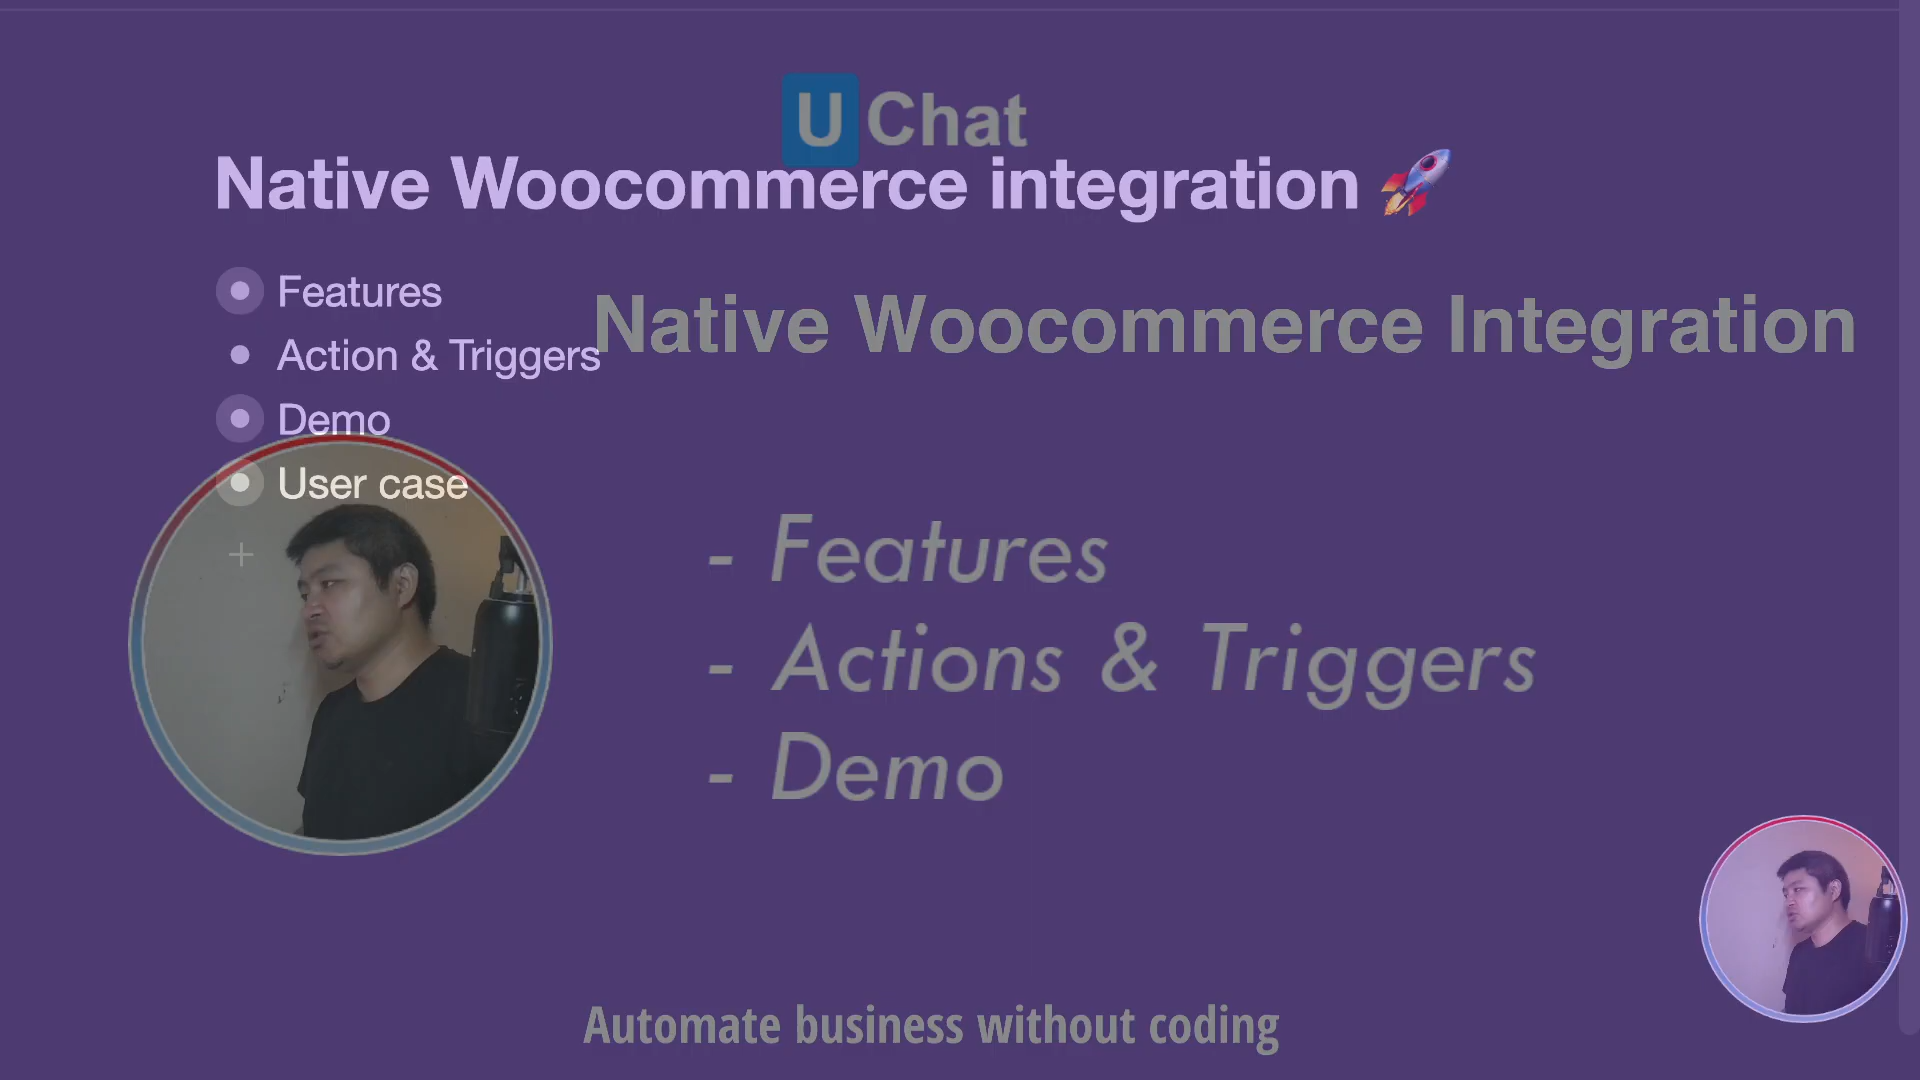 U Chat
Native Woocommerce integration 🚀
Features
Action & Triggers
Demo
User case
Native Woocommerce Integration
- Features
- Actions & Triggers
- Demo
Automate business without coding